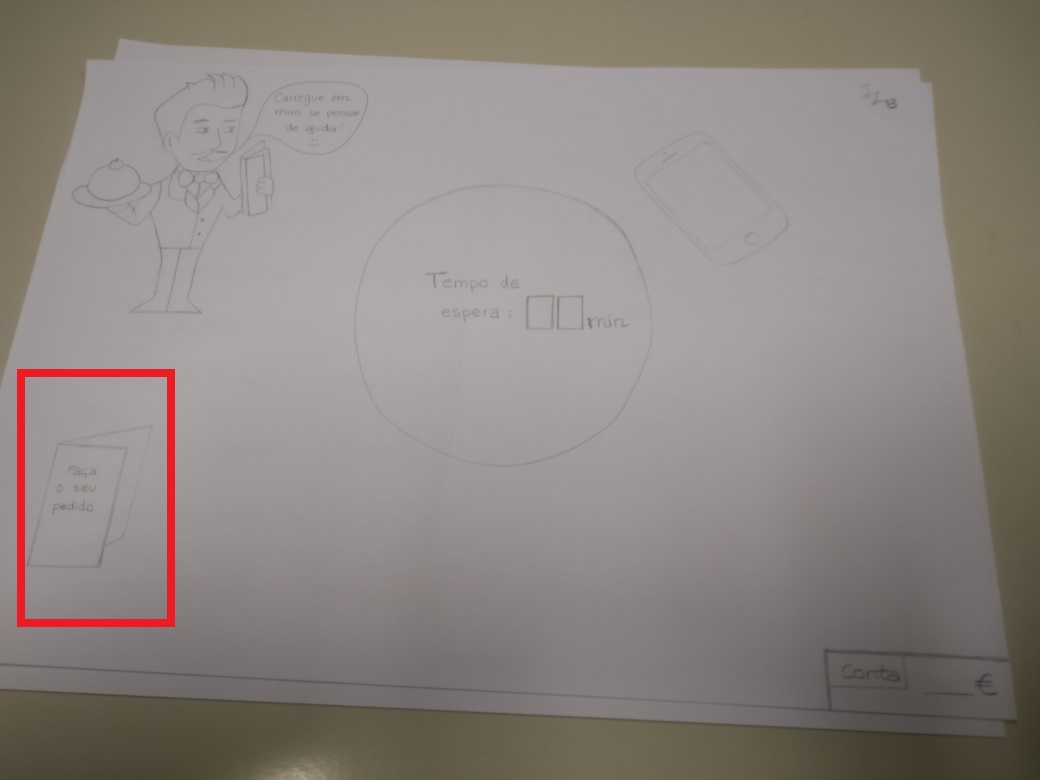 Carregue em
mim se precisar
de ajuda!
Tempo de
espera :
min
Faça
o seu
pedido
Conta
€